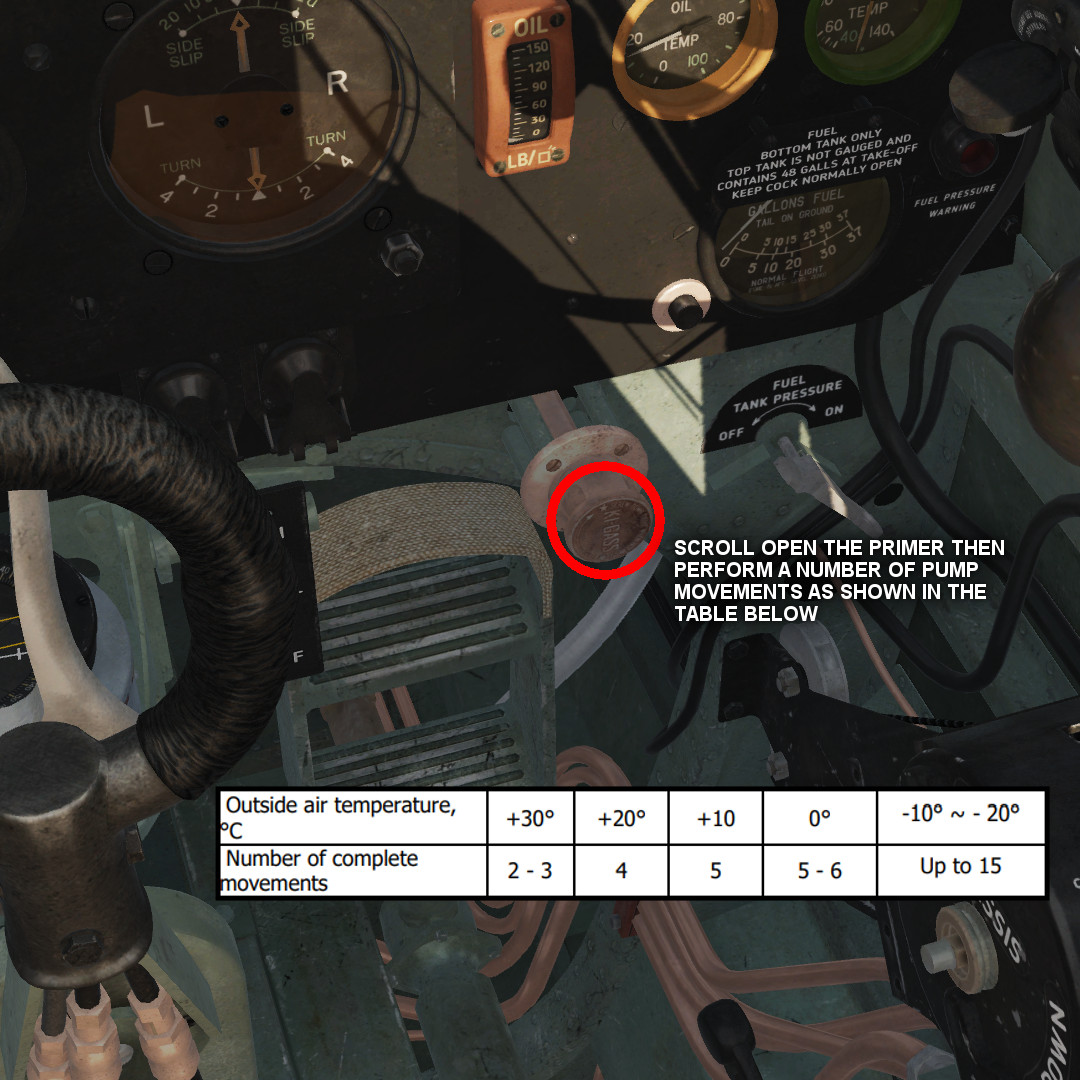 20 10
SIDE
SLIP
SIDE
SLIP
L
R
TURN
TURN
4
2
2
4
OIL
150
120
90
60
30
0
LB/□"
OIL
80
20
TEMP
0
100
TEMP
60
40
140
FUEL
BOTTOM TANK ONLY
TOP TANK IS NOT GAUGED AND
CONTAINS 48 GALLS AT TAKE-OFF
KEEP COCK NORMALLY OPEN
FUEL PRESSURE
WARNING
GALLONS FUEL
TAIL ON GROUND
0 5 10 15 25 30 37
0 5 10 20 30 37
NORMAL FLIGHT
FUEL
TANK PRESSURE
OFF
ON
KI-GASS
SCROLL OPEN THE PRIMER THEN
PERFORM A NUMBER OF PUMP
MOVEMENTS AS SHOWN IN THE
TABLE BELOW
F
Outside air temperature,
°C
+30° +20° +10 0° -10° ~ - 20°
Number of complete
movements
2 - 3 4 5 5 - 6 Up to 15